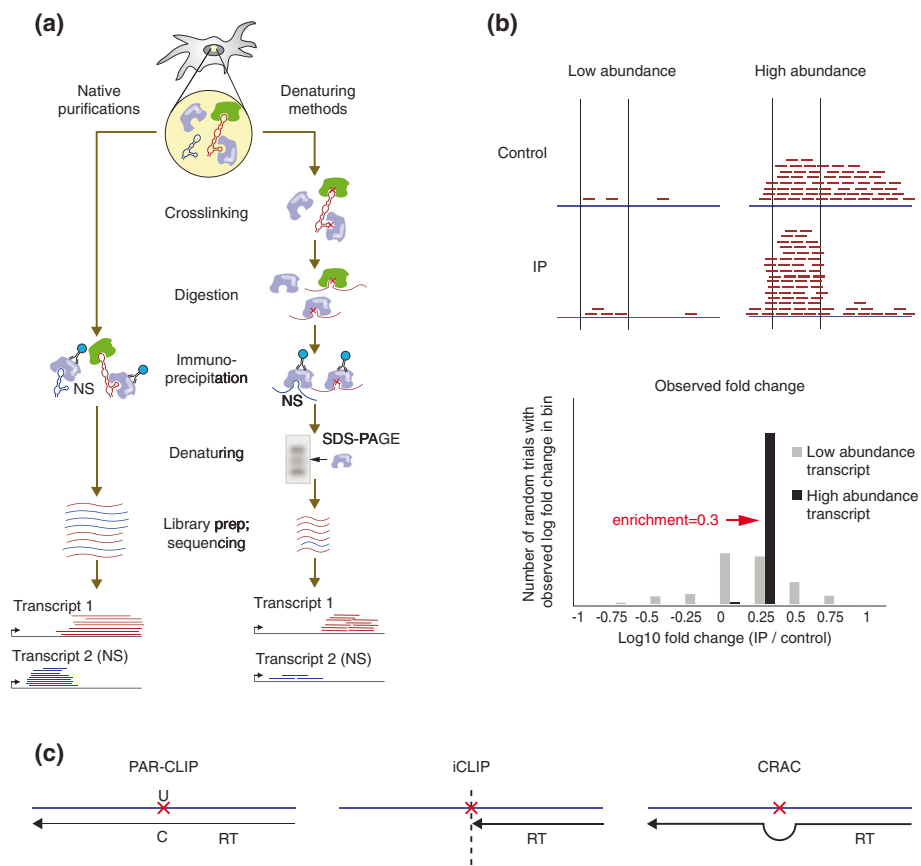 (a)
Native
purifications
Denaturing
methods
Crosslinking
Digestion
Immuno-
precipitation
NS
NS
SDS-PAGE
Denaturing
Library prep;
sequencing
Transcript 1
Transcript 2 (NS)
Transcript 1
Transcript 2 (NS)
(b)
Low abundance
High abundance
Control
IP
Observed fold change
Number of random trials with
observed log fold change in bin
Low abundance
transcript
High abundance
transcript
enrichment=0.3
-1 -0.75 -0.5 -0.25 0 0.25 0.5 0.75 1
Log10 fold change (IP / control)
(c)
PAR-CLIP
U
C
RT
iCLIP
RT
CRAC
RT